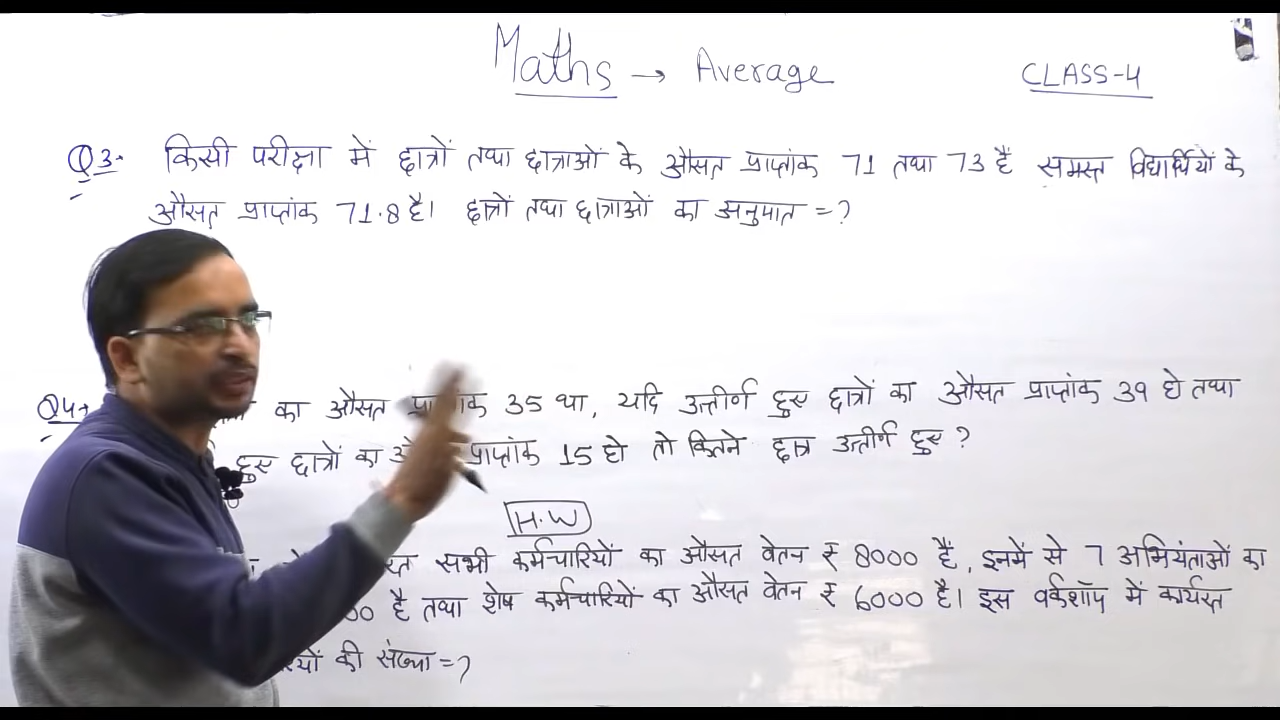 Maths → Average
CLASS-4
Q3. किसी परीक्षा में छात्रों तथा छात्राओं के औसत प्राप्तांक 71 तथा 73 हैं समस्त विद्यार्थियों के
औसत प्राप्तांक 71.8 है। छात्रों तथा छात्राओं का अनुपात =?
Q4→ का औसत प्राप्तांक 35 था, यदि उत्तीर्ण हुए छात्रों का औसत प्राप्तांक 39 हो तथा
हुए छात्रों का प्राप्तांक 15 हो तो कितने छात्र उत्तीर्ण हुए ?
H.W
सभी कर्मचारियों का औसत वेतन ₹ 8000 है, इनमें से 7 अभियंताओं का
है तथा शेष कर्मचारियों का औसत वेतन ₹ 6000 है। इस वर्कशॉप में कार्यरत
की संख्या =?